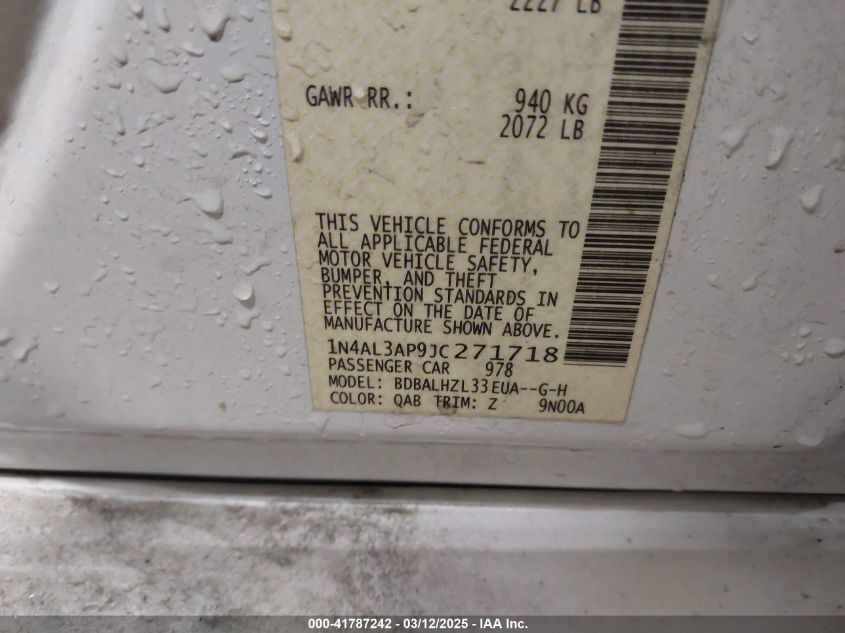 2227 LB
GAWR RR.: 940 KG
2072 LB
THIS VEHICLE CONFORMS TO
ALL APPLICABLE FEDERAL
MOTOR VEHICLE SAFETY,
BUMPER, AND THEFT
PREVENTION STANDARDS IN
EFFECT ON THE DATE OF
MANUFACTURE SHOWN ABOVE.
1N4AL3AP9JC271718
PASSENGER CAR 978
MODEL: BDBALHZL33EUA--G-H
COLOR: QAB TRIM: Z 9N00A
000-41787242 - 03/12/2025 - IAA Inc.